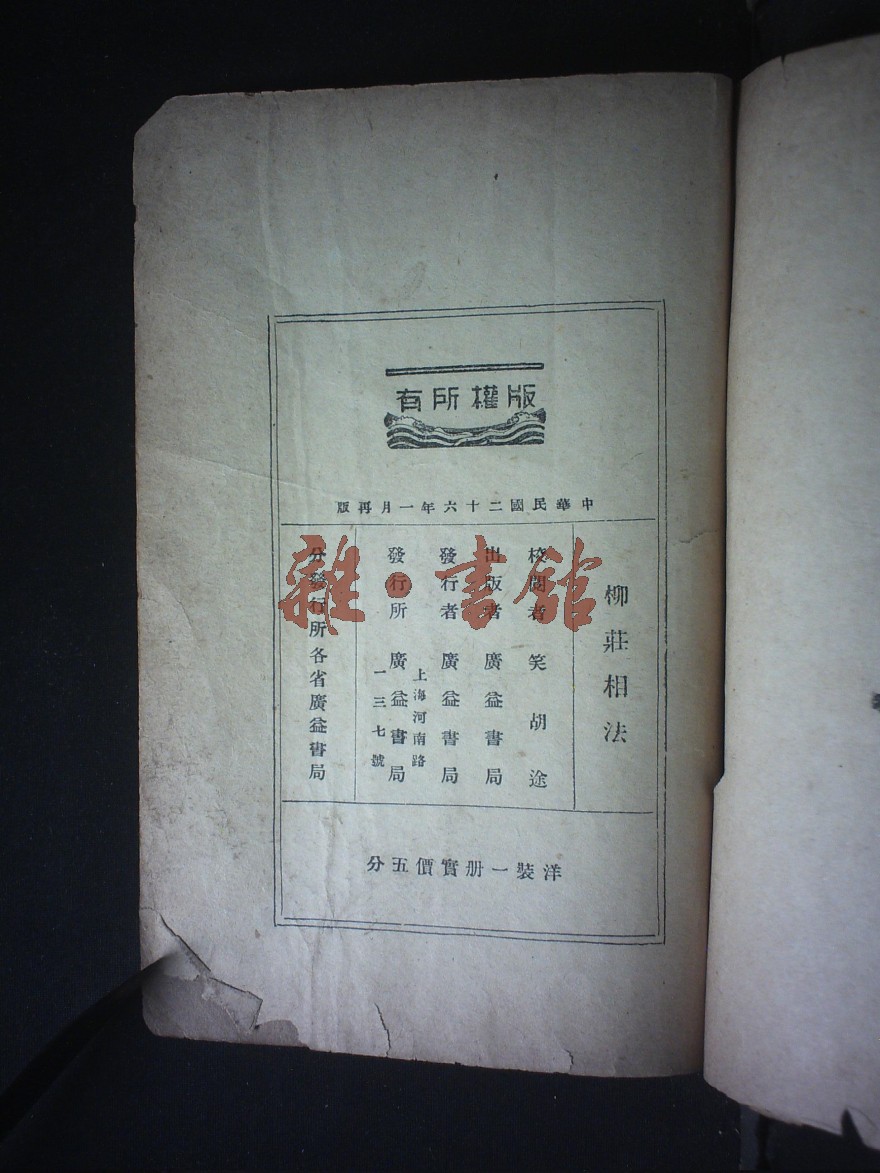 版權所有
中華民國二十六年一月再版
柳莊相法
校閱者 笑胡途
出版者 廣益書局
發行者 廣益書局
上海河南路
發行所 廣益書局
一三七號
分發行所各省廣益書局
洋裝一册實價五分
雜·書館